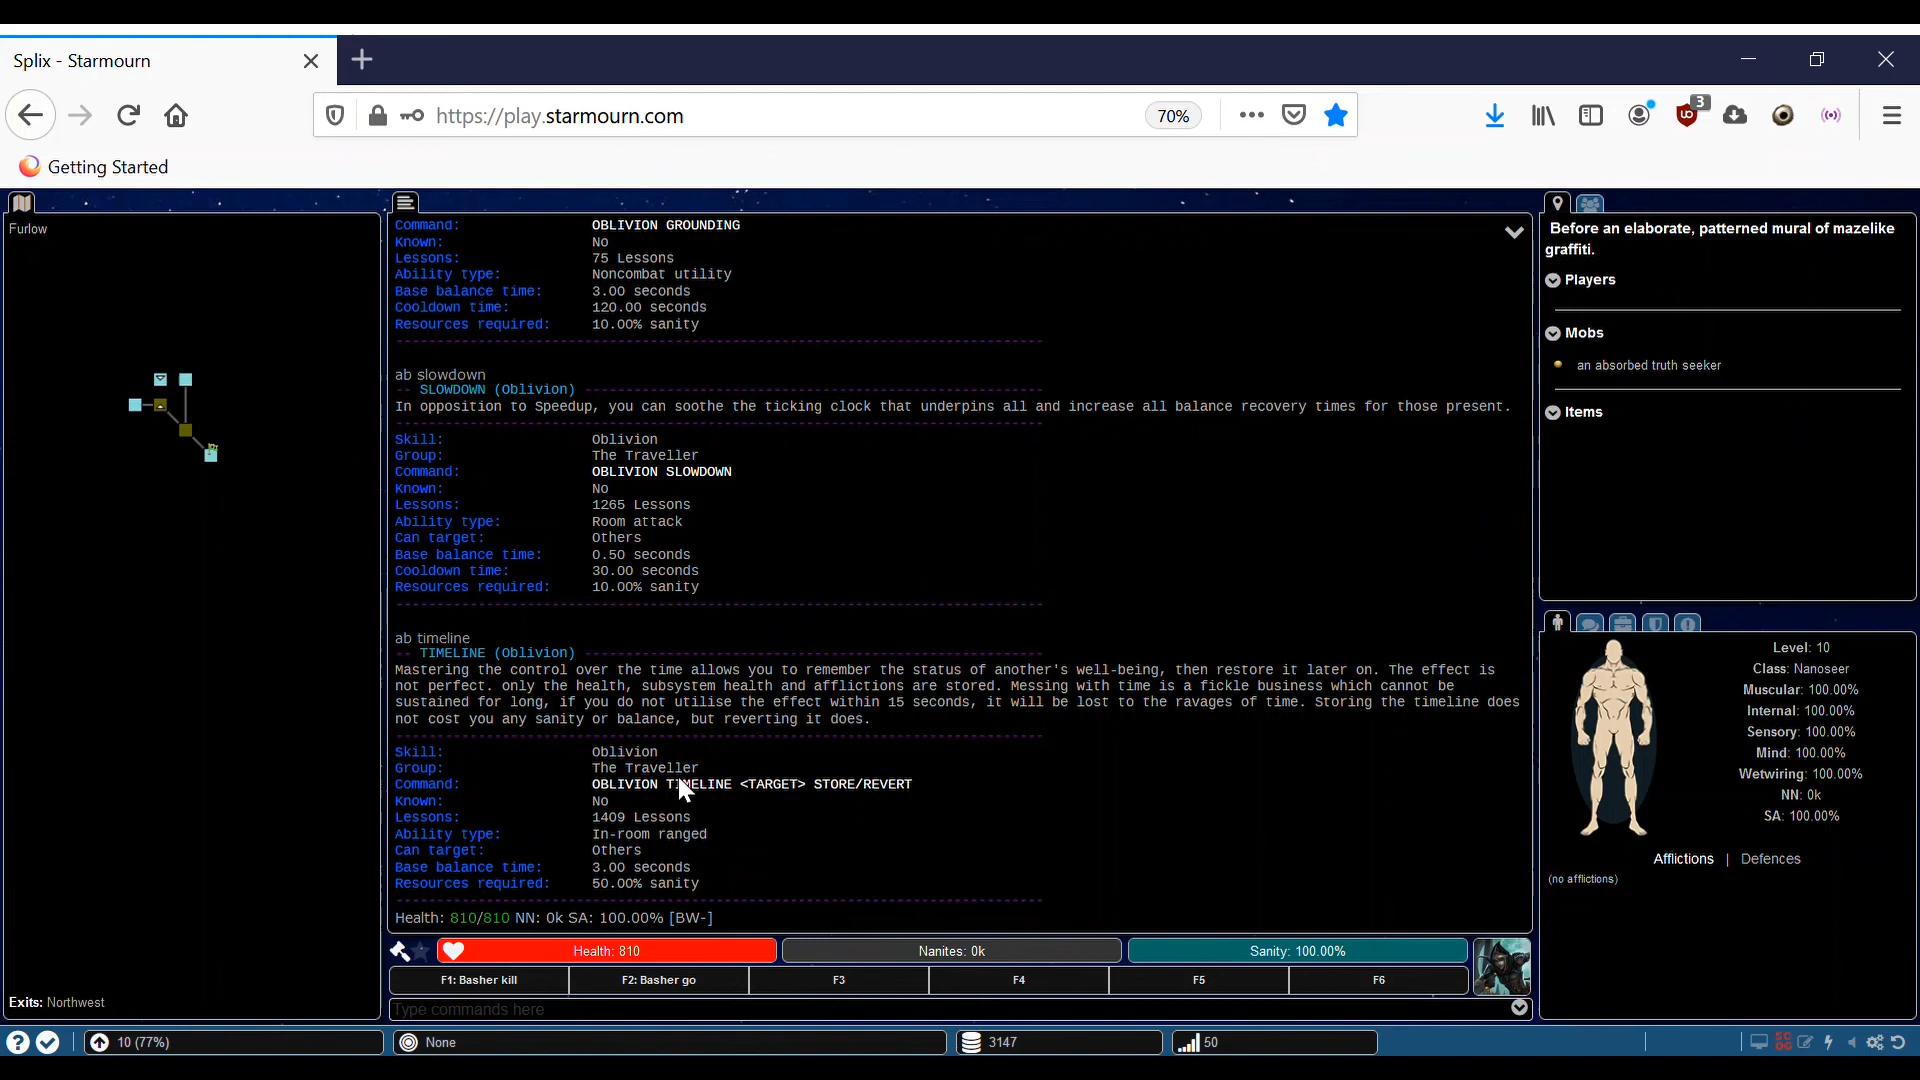 Splix - Starmourn
https://play.starmourn.com
70%
3
Getting Started
Furlow
Exits: Northwest
Command: OBLIVION GROUNDING
Known: No
Lessons: 75 Lessons
Ability type: Noncombat utility
Base balance time: 3.00 seconds
Cooldown time: 120.00 seconds
Resources required: 10.00% sanity
ab slowdown
-- SLOWDOWN (Oblivion)
In opposition to Speedup, you can soothe the ticking clock that underpins all and increase all balance recovery times for those present.
Skill: Oblivion
Group: The Traveller
Command: OBLIVION SLOWDOWN
Known: No
Lessons: 1265 Lessons
Ability type: Room attack
Can target: Others
Base balance time: 0.50 seconds
Cooldown time: 30.00 seconds
Resources required: 10.00% sanity
ab timeline
-- TIMELINE (Oblivion)
Mastering the control over the time allows you to remember the status of another's well-being, then restore it later on. The effect is
not perfect. only the health, subsystem health and afflictions are stored. Messing with time is a fickle business which cannot be
sustained for long, if you do not utilise the effect within 15 seconds, it will be lost to the ravages of time. Storing the timeline does
not cost you any sanity or balance, but reverting it does.
Skill: Oblivion
Group: The Traveller
Command: OBLIVION TIMELINE <TARGET> STORE/REVERT
Known: No
Lessons: 1409 Lessons
Ability type: In-room ranged
Can target: Others
Base balance time: 3.00 seconds
Resources required: 50.00% sanity
Health: 810/810 NN: 0k SA: 100.00% [BW-]
Health: 810
Nanites: 0k
Sanity: 100.00%
F1: Basher kill
F2: Basher go
F3
F4
F5
F6
Type commands here
Before an elaborate, patterned mural of mazelike
graffiti.
Players
Mobs
an absorbed truth seeker
Items
Level: 10
Class: Nanoseer
Muscular: 100.00%
Internal: 100.00%
Sensory: 100.00%
Mind: 100.00%
Wetwiring: 100.00%
NN: 0k
SA: 100.00%
Afflictions | Defences
(no afflictions)
10 (77%)
None
3147
50